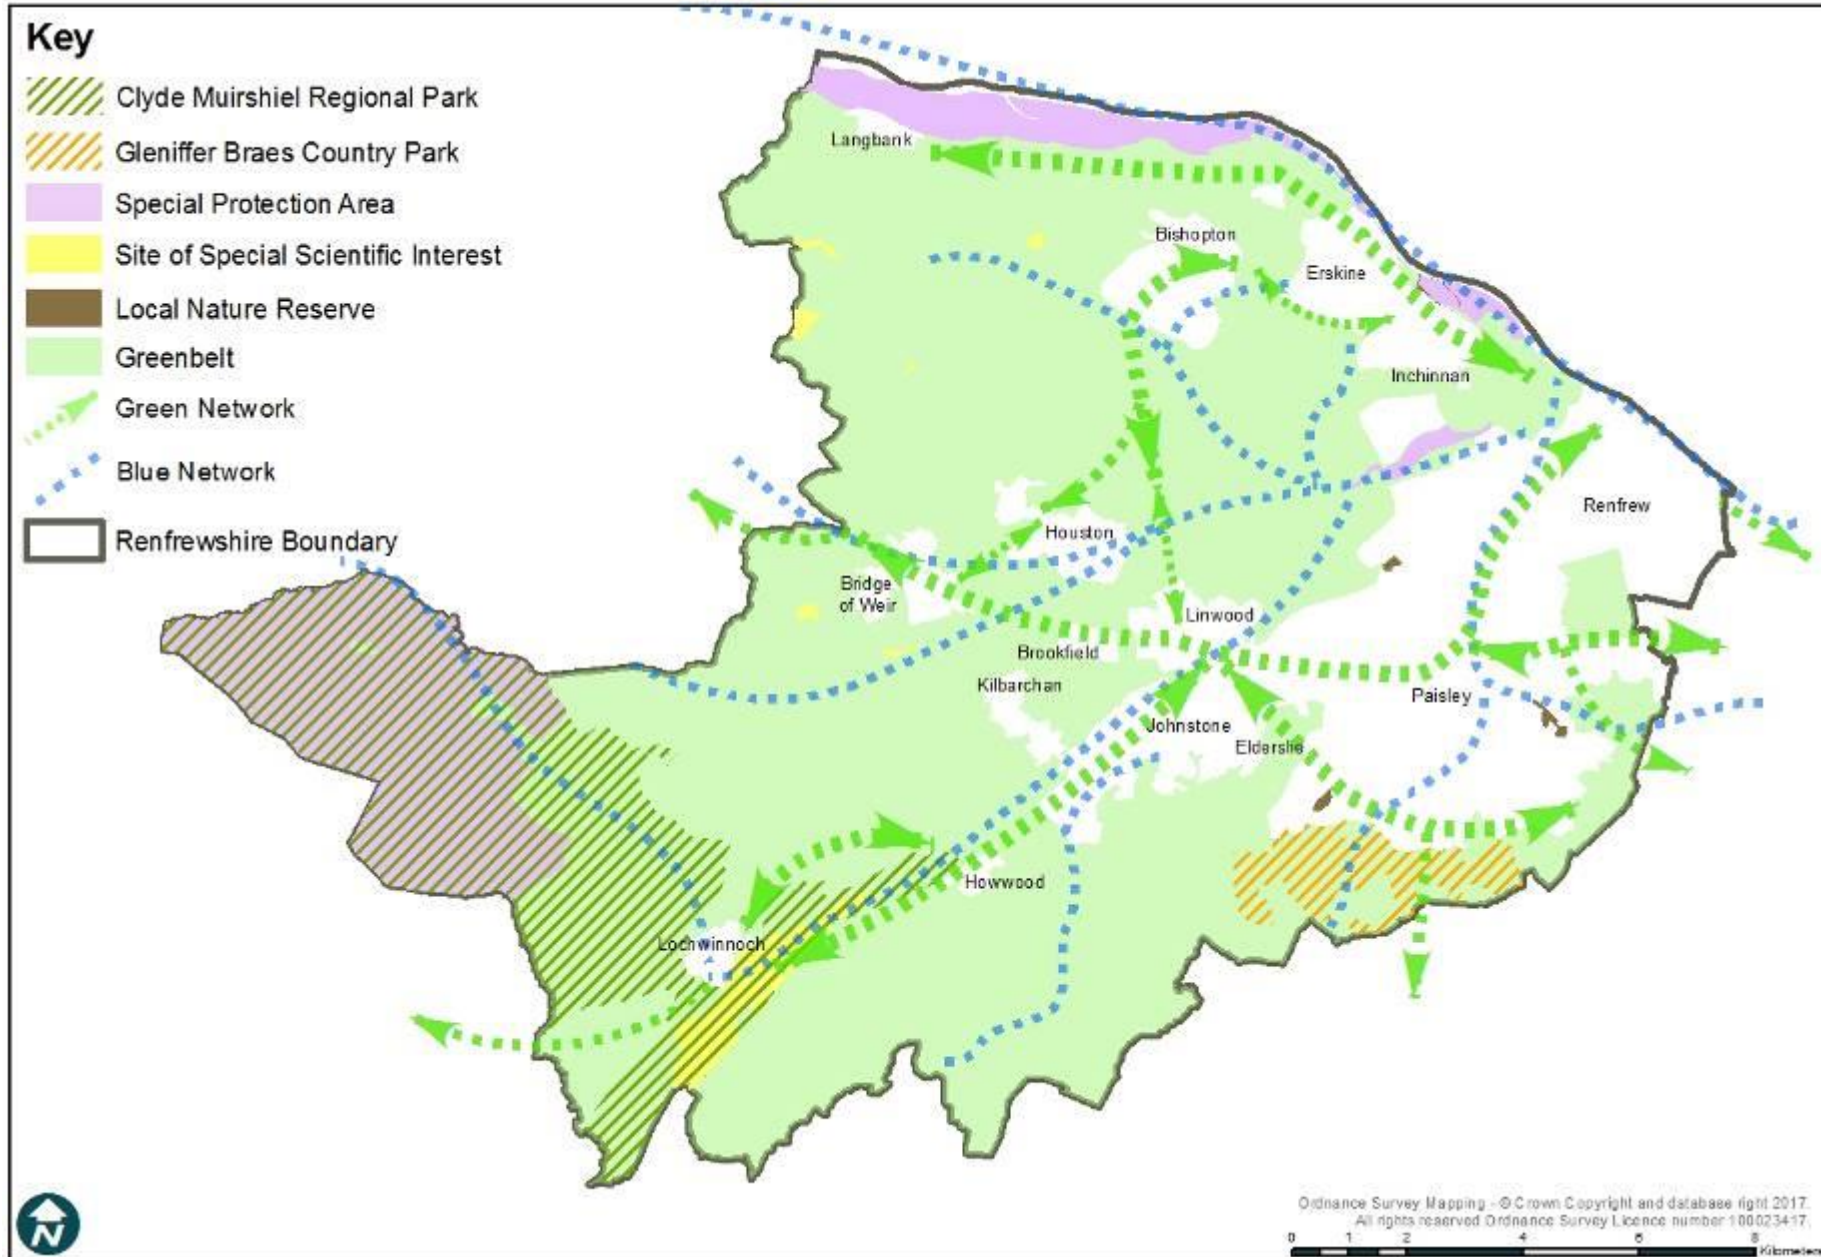 Key
Clyde Muirshiel Regional Park
Gleniffer Braes Country Park
Special Protection Area
Site of Special Scientific Interest
Local Nature Reserve
Greenbelt
Green Network
Blue Network
Renfrewshire Boundary
Langbank
Bishopton
Erskine
Inchinnan
Renfrew
Houston
Bridge
of Weir
Linwood
Brookfield
Kilbarchan
Paisley
Johnstone
Elderslie
Howwood
Lochwinnoch
N
Ordnance Survey Mapping - © Crown Copyright and database right 2017.
All rights reserved Ordnance Survey Licence number 100023417.
0 1 2 4 6 8
Kilometers